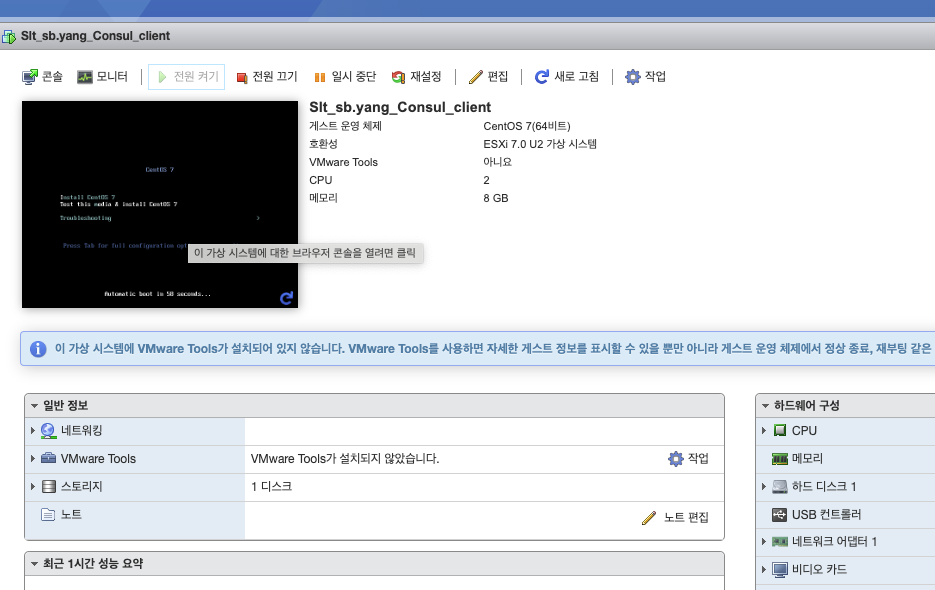 Slt_sb.yang_Consul_client
콘솔 모니터 전원 켜기 전원 끄기 일시 중단 재설정 편집 새로 고침 작업
Slt_sb.yang_Consul_client
게스트 운영 체제 CentOS 7(64비트)
호환성 ESXi 7.0 U2 가상 시스템
VMware Tools 아니요
CPU 2
메모리 8 GB
CentOS 7
Install CentOS 7
Test this media & install CentOS 7
Troubleshooting >
Press Tab for full configuration opt
이 가상 시스템에 대한 브라우저 콘솔을 열려면 클릭
Automatic boot in 58 seconds...
이 가상 시스템에 VMware Tools가 설치되어 있지 않습니다. VMware Tools를 사용하면 자세한 게스트 정보를 표시할 수 있을 뿐만 아니라 게스트 운영 체제에서 정상 종료, 재부팅 같은
일반 정보
네트워킹
VMware Tools VMware Tools가 설치되지 않았습니다. 작업
스토리지 1 디스크
노트 노트 편집
최근 1시간 성능 요약
하드웨어 구성
CPU
메모리
하드 디스크 1
USB 컨트롤러
네트워크 어댑터 1
비디오 카드